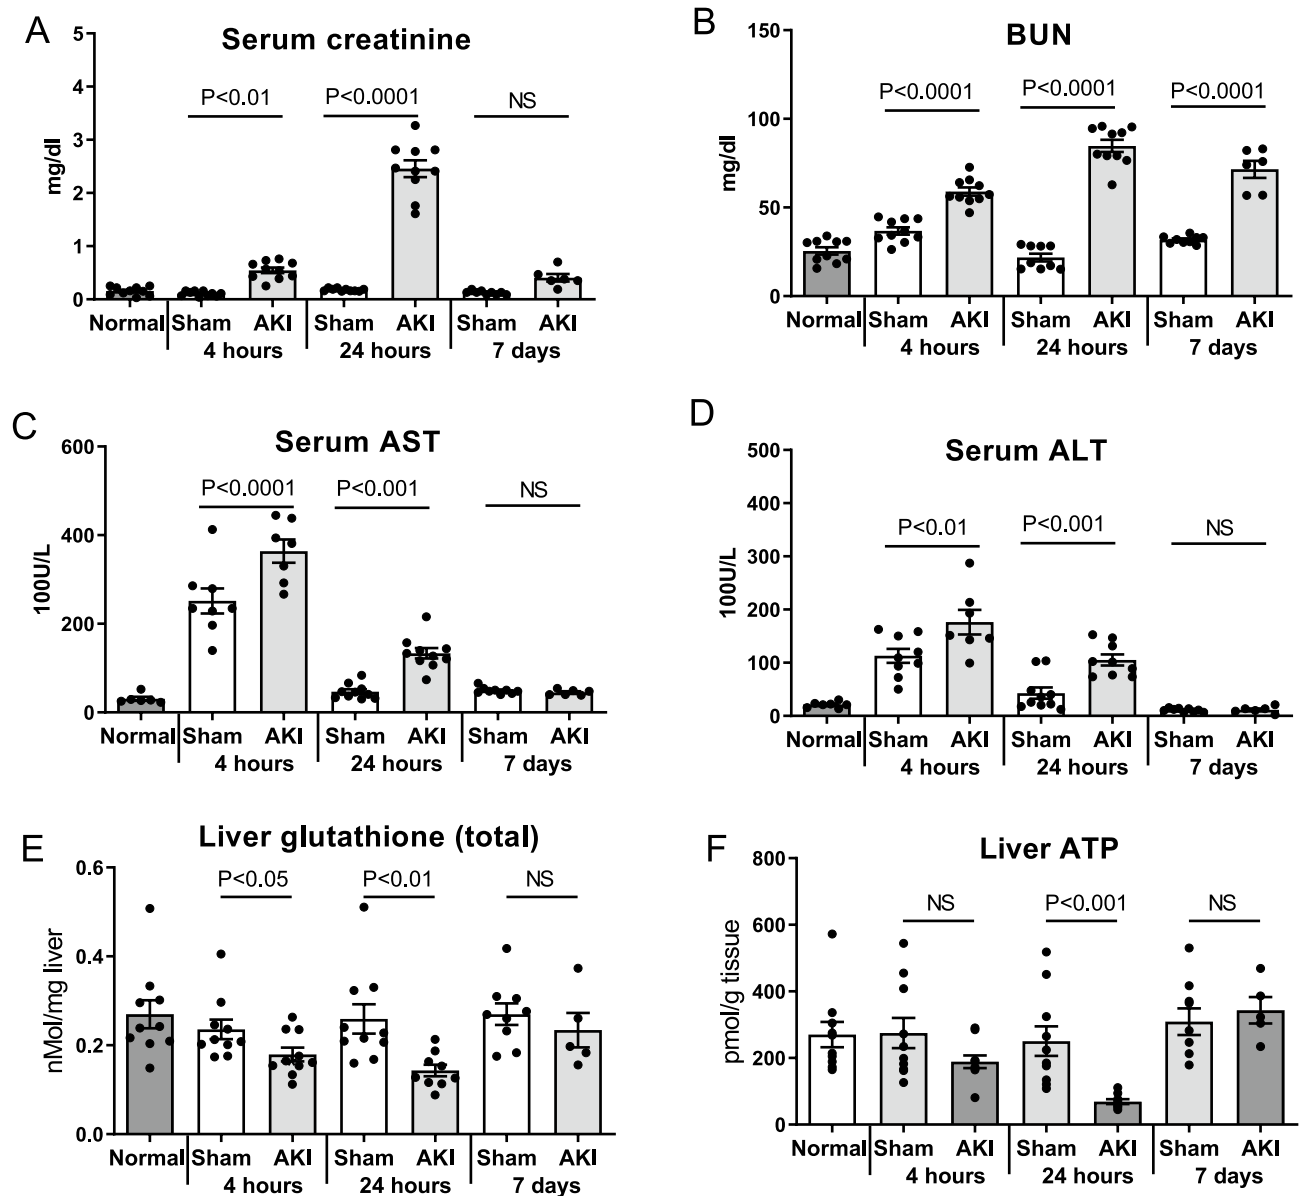 A
Serum creatinine
mg/dl
5
4
3
2
1
0
P<0.01
P<0.0001
NS
Normal Sham AKI Sham AKI Sham AKI
4 hours 24 hours 7 days
B
BUN
mg/dl
150
100
50
0
P<0.0001
P<0.0001
P<0.0001
Normal Sham AKI Sham AKI Sham AKI
4 hours 24 hours 7 days
C
Serum AST
100U/L
600
400
200
0
P<0.0001
P<0.001
NS
Normal Sham AKI Sham AKI Sham AKI
4 hours 24 hours 7 days
D
Serum ALT
100U/L
500
400
300
200
100
0
P<0.01
P<0.001
NS
Normal Sham AKI Sham AKI Sham AKI
4 hours 24 hours 7 days
E
Liver glutathione (total)
nMol/mg liver
0.6
0.4
0.2
0.0
P<0.05
P<0.01
NS
Normal Sham AKI Sham AKI Sham AKI
4 hours 24 hours 7 days
F
Liver ATP
pmol/g tissue
800
600
400
200
0
NS
P<0.001
NS
Normal Sham AKI Sham AKI Sham AKI
4 hours 24 hours 7 days